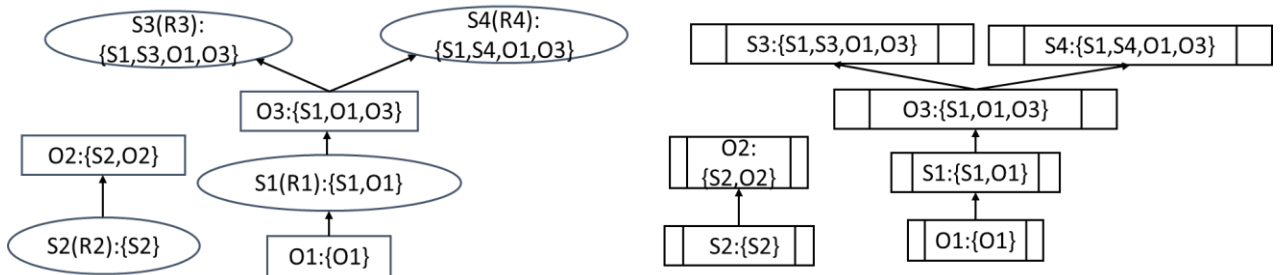 S3(R3):
{S1,S3,O1,O3}
S4(R4):
{S1,S4,O1,O3}
O3:{S1,O1,O3}
O2:{S2,O2}
S1(R1):{S1,O1}
S2(R2):{S2}
O1:{O1}
S3:{S1,S3,O1,O3}
S4:{S1,S4,O1,O3}
O3:{S1,O1,O3}
O2:
{S2,O2}
S1:{S1,O1}
S2:{S2}
O1:{O1}